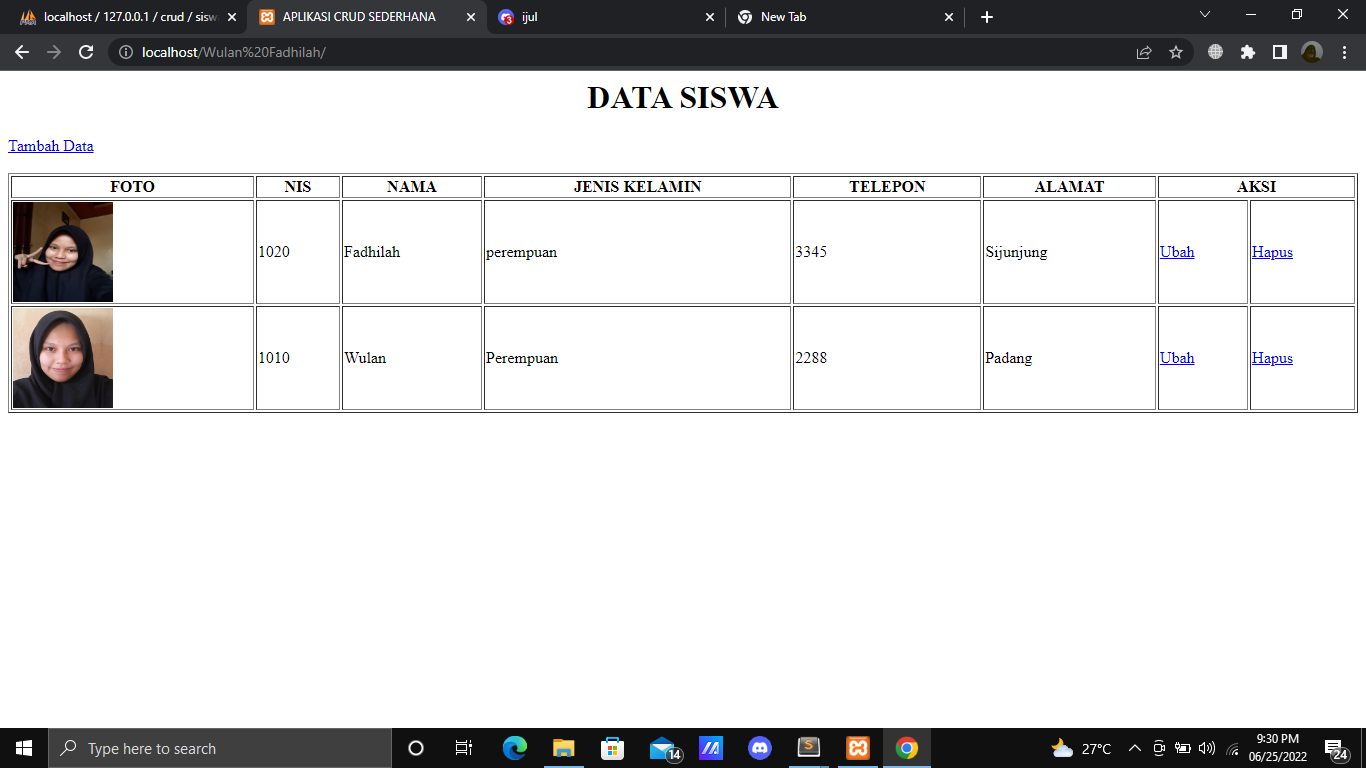 localhost / 127.0.0.1 / crud / sisw
APLIKASI CRUD SEDERHANA
3
ijul
New Tab
localhost/Wulan%20Fadhilah/
DATA SISWA
Tambah Data
FOTO NIS NAMA JENIS KELAMIN TELEPON ALAMAT AKSI
1020 Fadhilah perempuan 3345 Sijunjung Ubah Hapus
1010 Wulan Perempuan 2288 Padang Ubah Hapus
Type here to search
14
S
27°C
9:30 PM
06/25/2022
24